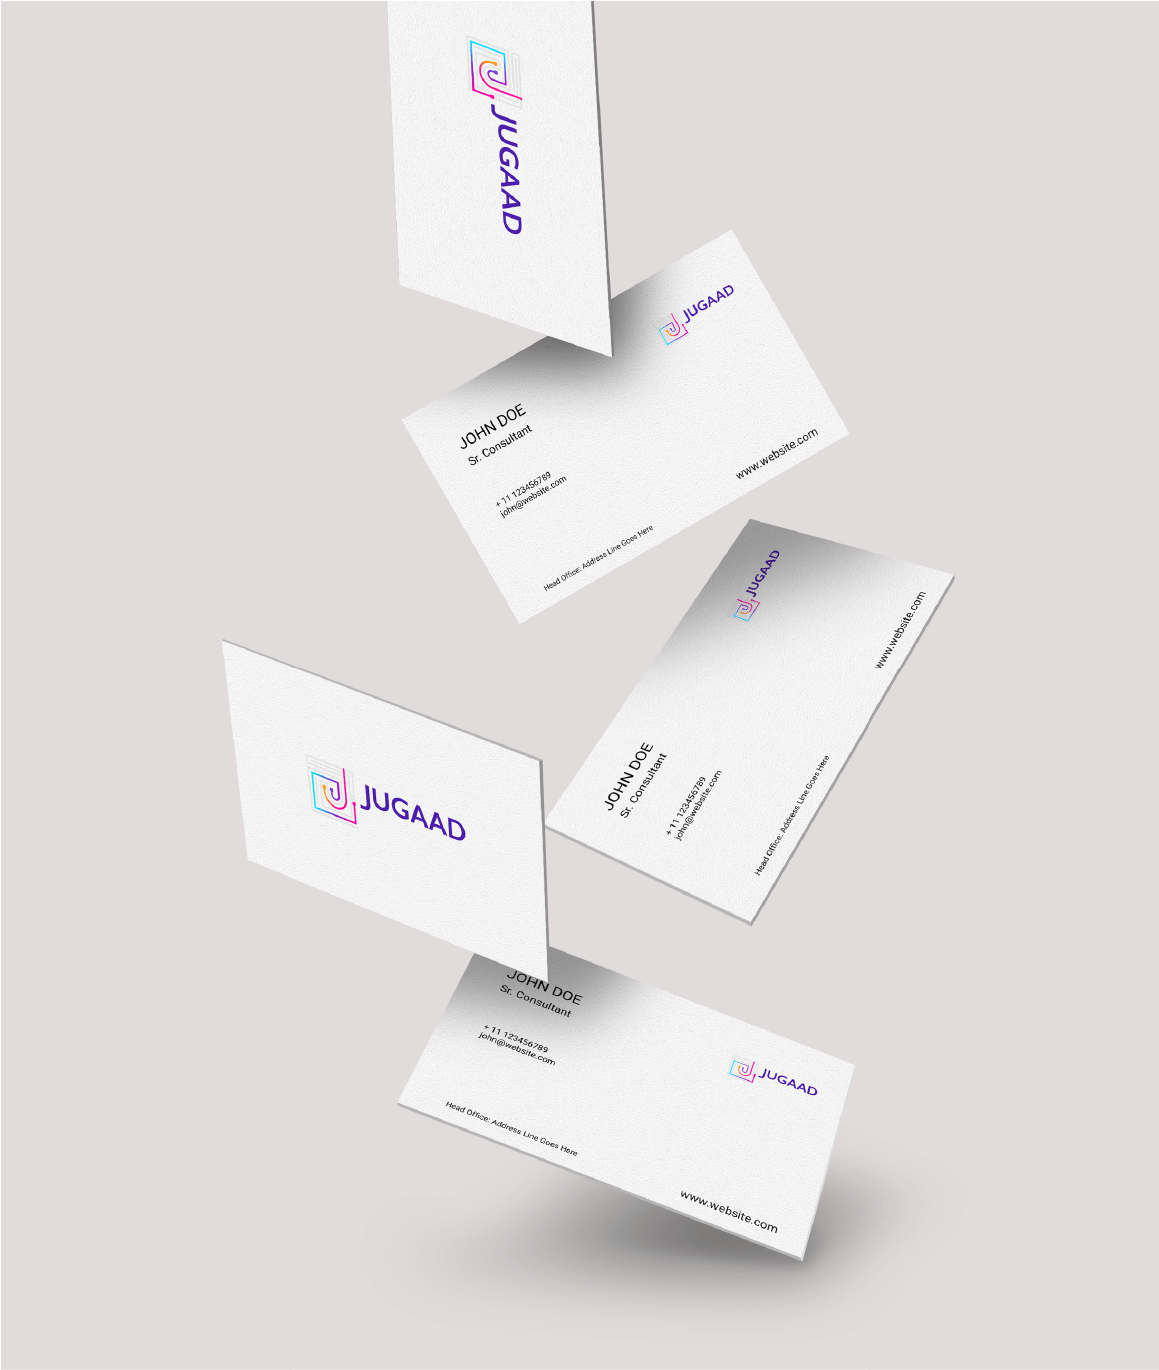 JUGAAD
JUGAAD
JOHN DOE
Sr. Consultant
+ 11 123456789
john@website.com
www.website.com
Head Office: Address Line Goes Here
JUGAAD
www.website.com
JOHN DOE
Sr. Consultant
+ 11 123456789
john@website.com
Head Office: Address Line Goes Here
JUGAAD
JOHN DOE
Sr. Consultant
+ 11 123456789
john@website.com
JUGAAD
Head Office: Address Line Goes Here
www.website.com